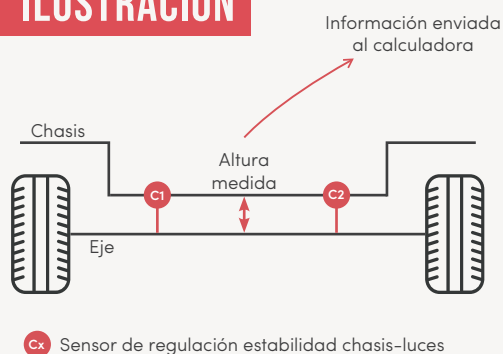 ILUSTRACIÓN
Información enviada
al calculadora
Chasis
Altura
medida
C1
C2
Eje
Cx Sensor de regulación estabilidad chasis-luces